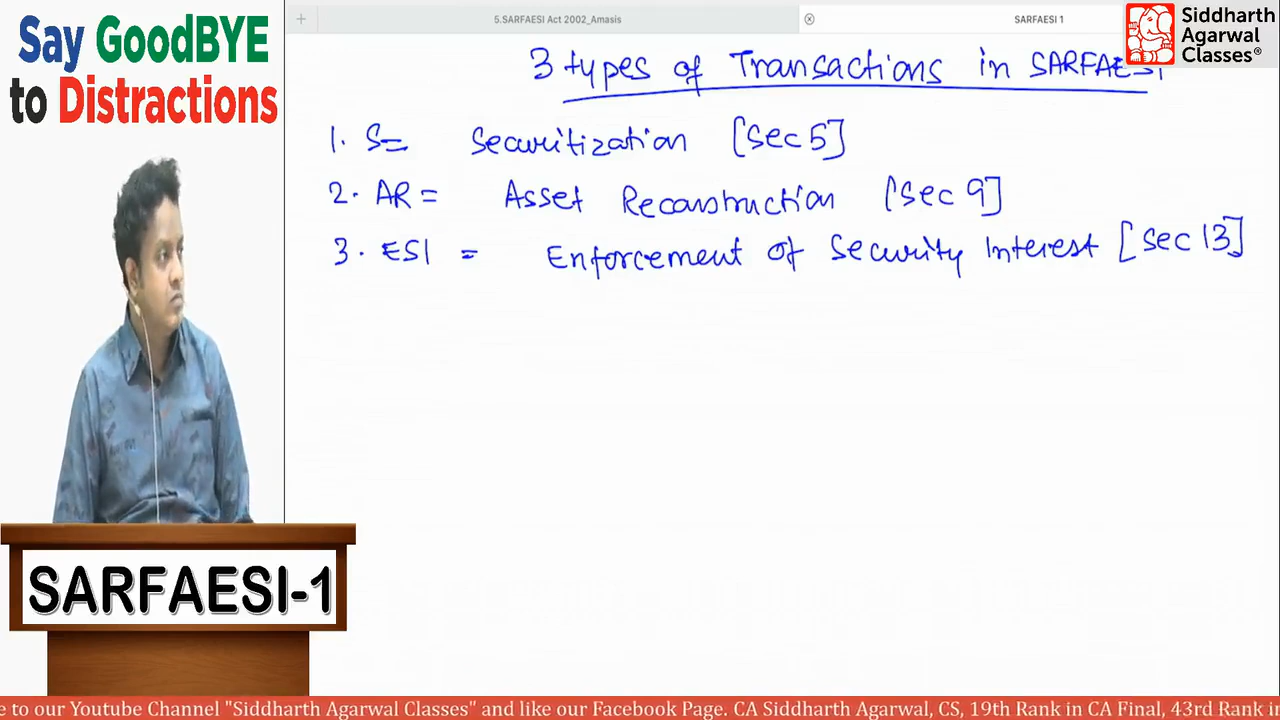 Say GoodBYE
to Distractions
5.SARFAESI Act 2002_Amasis
SARFAESI 1
Siddharth
Agarwal
Classes®
3 types of Transactions in SARFAESI
1. S= Securitization [Sec 5]
2. AR = Asset Reconstruction [Sec 9]
3. ESI = Enforcement of Security Interest [Sec 13]
SARFAESI-1
e to our Youtube Channel "Siddharth Agarwal Classes" and like our Facebook Page. CA Siddharth Agarwal, CS, 19th Rank in CA Final, 43rd Rank in